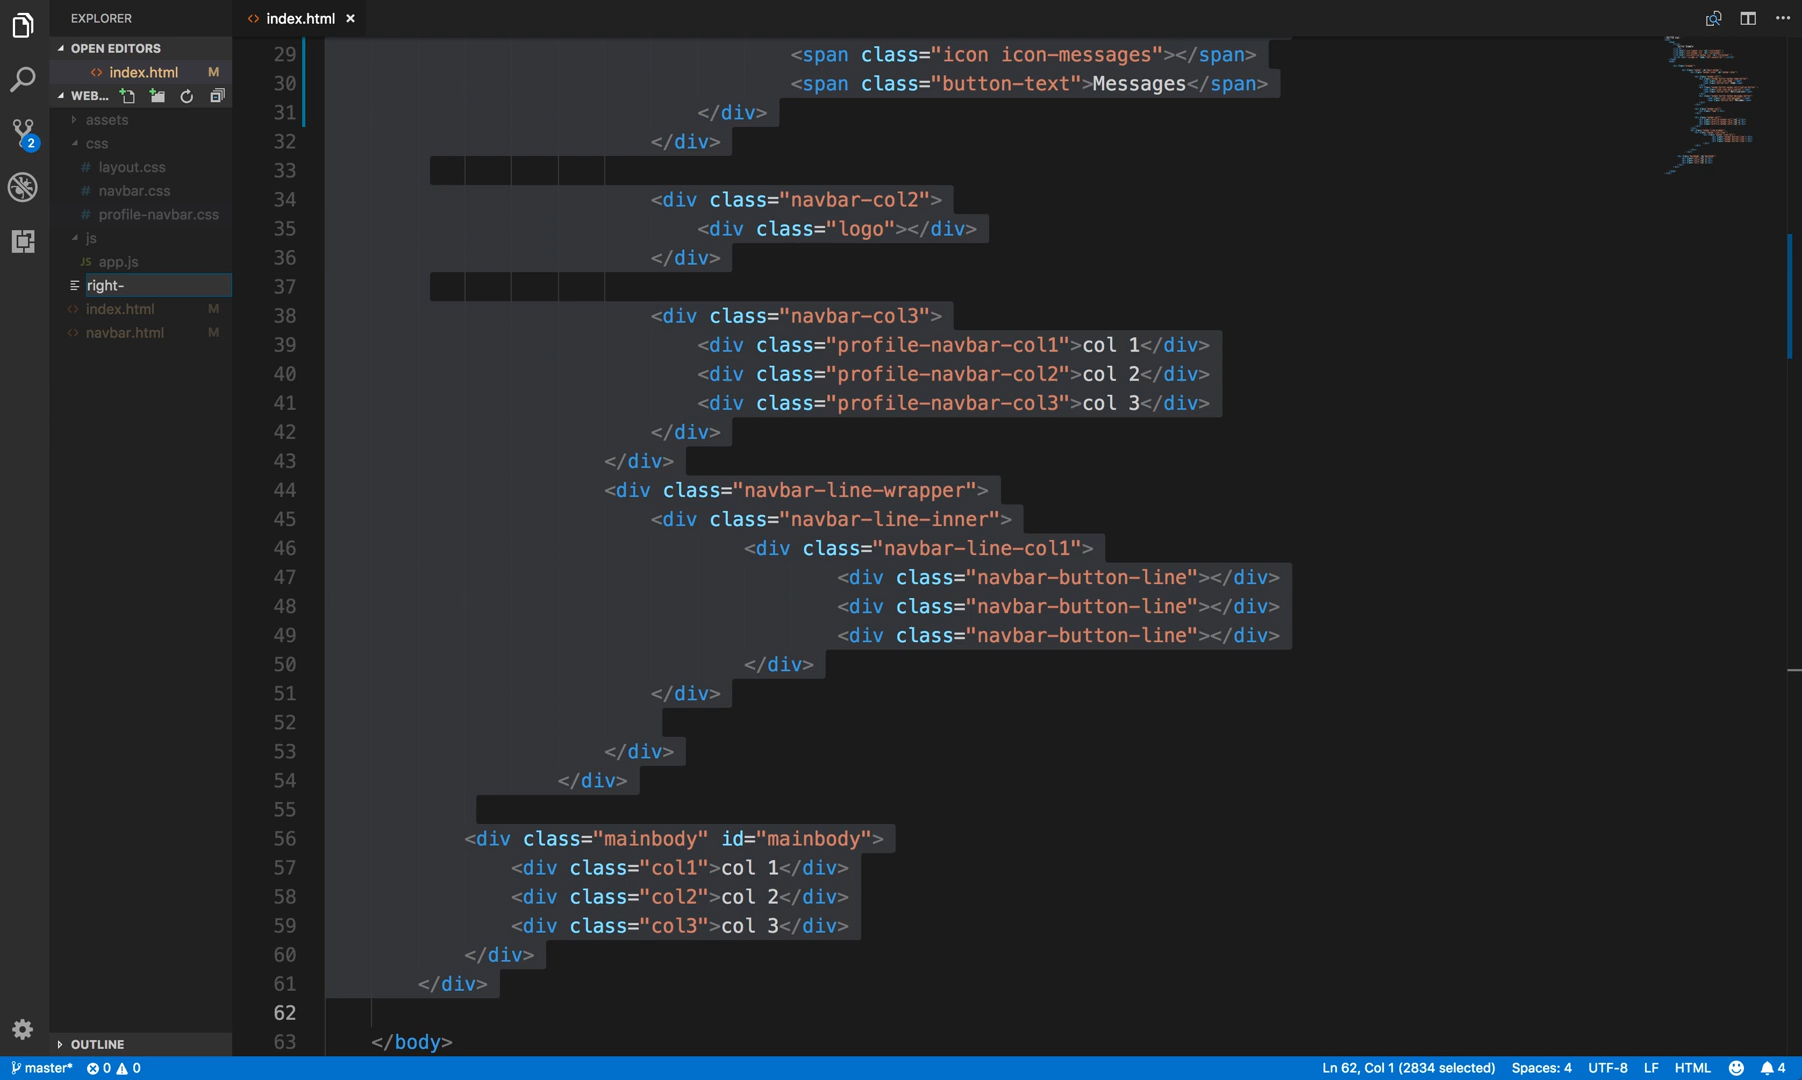 EXPLORER
OPEN EDITORS
index.html M
WEB...
assets
css
# layout.css
# navbar.css
# profile-navbar.css
js
JS app.js
right-
<> index.html M
<> navbar.html M
OUTLINE
<> index.html ×
29 <span class="icon icon-messages"></span>
30 <span class="button-text">Messages</span>
31 </div>
32 </div>
33
34 <div class="navbar-col2">
35 <div class="logo"></div>
36 </div>
37
38 <div class="navbar-col3">
39 <div class="profile-navbar-col1">col 1</div>
40 <div class="profile-navbar-col2">col 2</div>
41 <div class="profile-navbar-col3">col 3</div>
42 </div>
43 </div>
44 <div class="navbar-line-wrapper">
45 <div class="navbar-line-inner">
46 <div class="navbar-line-col1">
47 <div class="navbar-button-line"></div>
48 <div class="navbar-button-line"></div>
49 <div class="navbar-button-line"></div>
50 </div>
51 </div>
52
53 </div>
54 </div>
55
56 <div class="mainbody" id="mainbody">
57 <div class="col1">col 1</div>
58 <div class="col2">col 2</div>
59 <div class="col3">col 3</div>
60 </div>
61 </div>
62
63 </body>
2
master* 0 0 Ln 62, Col 1 (2834 selected) Spaces: 4 UTF-8 LF HTML 4